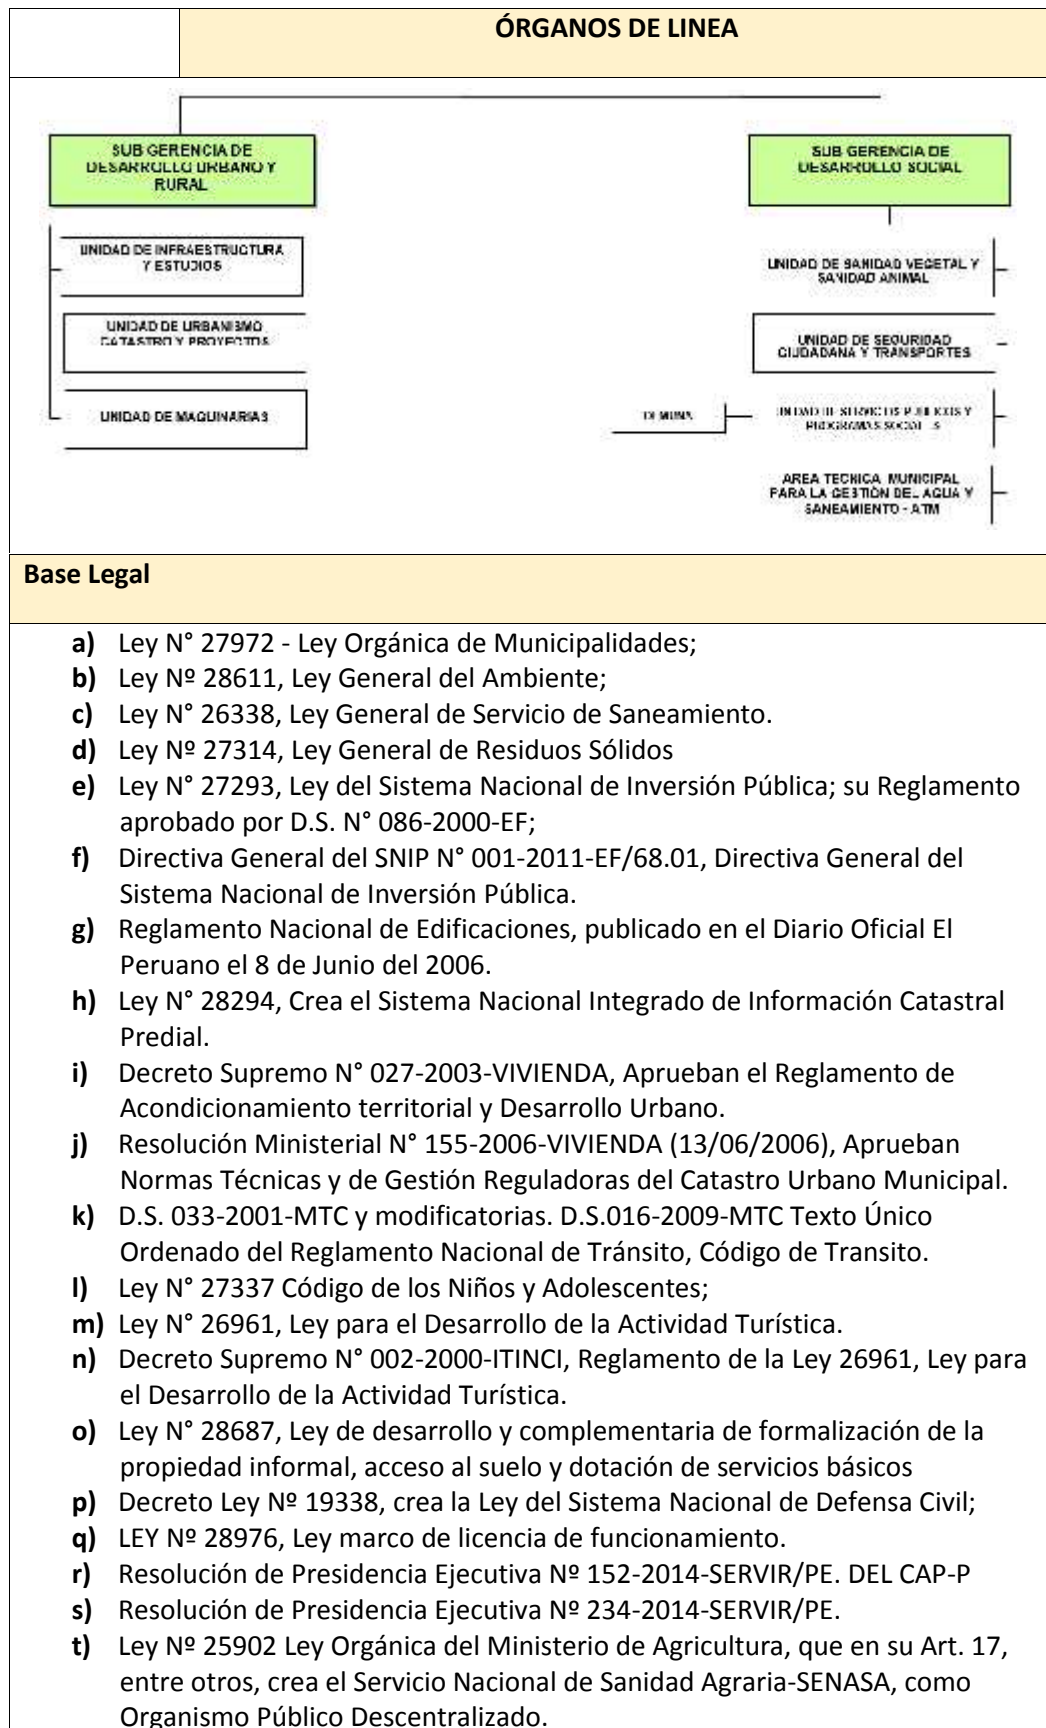 ÓRGANOS DE LINEA
SUB GERENCIA DE
DESARROLLO URBANO Y
RURAL
SUB GERENCIA DE
DESARROLLO SOCIAL
UNIDAD DE INFRAESTRUCTURA
Y ESTUDIOS
UNIDAD DE SANIDAD VEGETAL Y
SANIDAD ANIMAL
UNIDAD DE URBANISMO
CATASTRO Y PROYECTOS
UNIDAD DE SEGURIDAD
CIUDADANA Y TRANSPORTES
UNIDAD DE MAQUINARIAS
DEMUNA
UNIDAD DE SERVICIOS PUBLICOS Y
PROGRAMAS SOCIALES
AREA TECNICA MUNICIPAL
PARA LA GESTIÓN DEL AGUA Y
SANEAMIENTO - ATM
Base Legal
a) Ley N° 27972 - Ley Orgánica de Municipalidades;
b) Ley Nº 28611, Ley General del Ambiente;
c) Ley N° 26338, Ley General de Servicio de Saneamiento.
d) Ley Nº 27314, Ley General de Residuos Sólidos
e) Ley N° 27293, Ley del Sistema Nacional de Inversión Pública; su Reglamento
aprobado por D.S. N° 086-2000-EF;
f) Directiva General del SNIP N° 001-2011-EF/68.01, Directiva General del
Sistema Nacional de Inversión Pública.
g) Reglamento Nacional de Edificaciones, publicado en el Diario Oficial El
Peruano el 8 de Junio del 2006.
h) Ley N° 28294, Crea el Sistema Nacional Integrado de Información Catastral
Predial.
i) Decreto Supremo N° 027-2003-VIVIENDA, Aprueban el Reglamento de
Acondicionamiento territorial y Desarrollo Urbano.
j) Resolución Ministerial N° 155-2006-VIVIENDA (13/06/2006), Aprueban
Normas Técnicas y de Gestión Reguladoras del Catastro Urbano Municipal.
k) D.S. 033-2001-MTC y modificatorias. D.S.016-2009-MTC Texto Único
Ordenado del Reglamento Nacional de Tránsito, Código de Transito.
l) Ley N° 27337 Código de los Niños y Adolescentes;
m) Ley N° 26961, Ley para el Desarrollo de la Actividad Turística.
n) Decreto Supremo N° 002-2000-ITINCI, Reglamento de la Ley 26961, Ley para
el Desarrollo de la Actividad Turística.
o) Ley N° 28687, Ley de desarrollo y complementaria de formalización de la
propiedad informal, acceso al suelo y dotación de servicios básicos
p) Decreto Ley Nº 19338, crea la Ley del Sistema Nacional de Defensa Civil;
q) LEY Nº 28976, Ley marco de licencia de funcionamiento.
r) Resolución de Presidencia Ejecutiva Nº 152-2014-SERVIR/PE. DEL CAP-P
s) Resolución de Presidencia Ejecutiva Nº 234-2014-SERVIR/PE.
t) Ley Nº 25902 Ley Orgánica del Ministerio de Agricultura, que en su Art. 17,
entre otros, crea el Servicio Nacional de Sanidad Agraria-SENASA, como
Organismo Público Descentralizado.